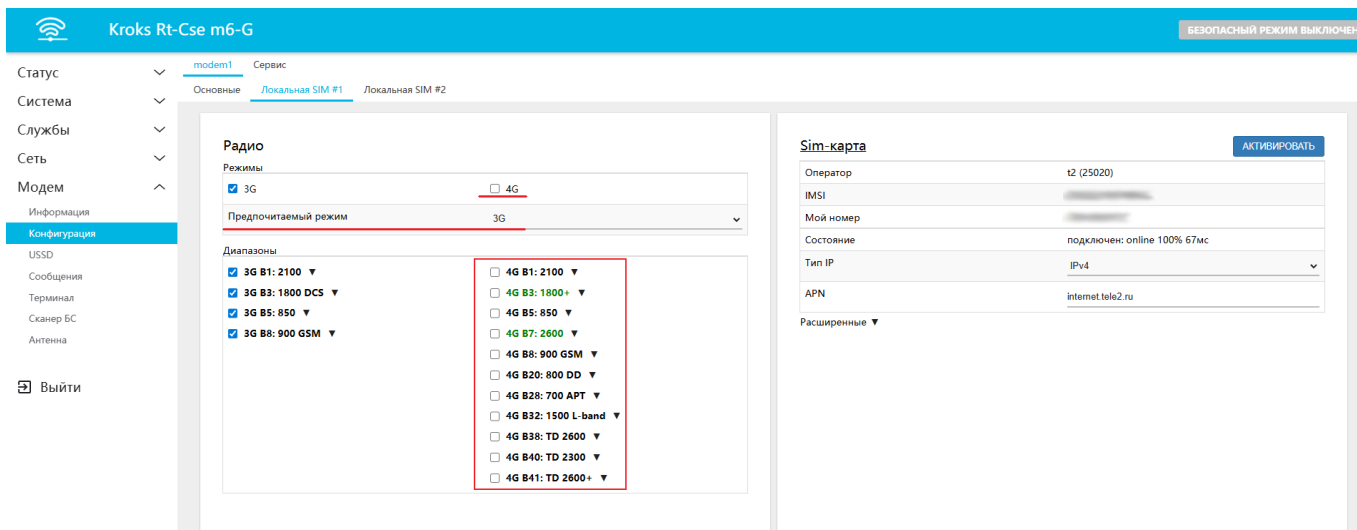 Kroks Rt-Cse m6-G
БЕЗОПАСНЫЙ РЕЖИМ ВЫКЛЮЧЕН
Статус
Система
Службы
Сеть
Модем
Информация
Конфигурация
USSD
Сообщения
Терминал
Сканер БС
Антенна
Выйти
modem1 Сервис
Основные Локальная SIM #1 Локальная SIM #2
Радио
Режимы
3G 4G
Предпочитаемый режим 3G
Диапазоны
3G B1: 2100 ▼ 4G B1: 2100 ▼
3G B3: 1800 DCS ▼ 4G B3: 1800+ ▼
3G B5: 850 ▼ 4G B5: 850 ▼
3G B8: 900 GSM ▼ 4G B7: 2600 ▼
4G B8: 900 GSM ▼
4G B20: 800 DD ▼
4G B28: 700 APT ▼
4G B32: 1500 L-band ▼
4G B38: TD 2600 ▼
4G B40: TD 2300 ▼
4G B41: TD 2600+ ▼
Sim-карта АКТИВИРОВАТЬ
Оператор t2 (25020)
IMSI
Мой номер
Состояние подключен: online 100% 67мс
Тип IP IPv4
APN internet.tele2.ru
Расширенные ▼